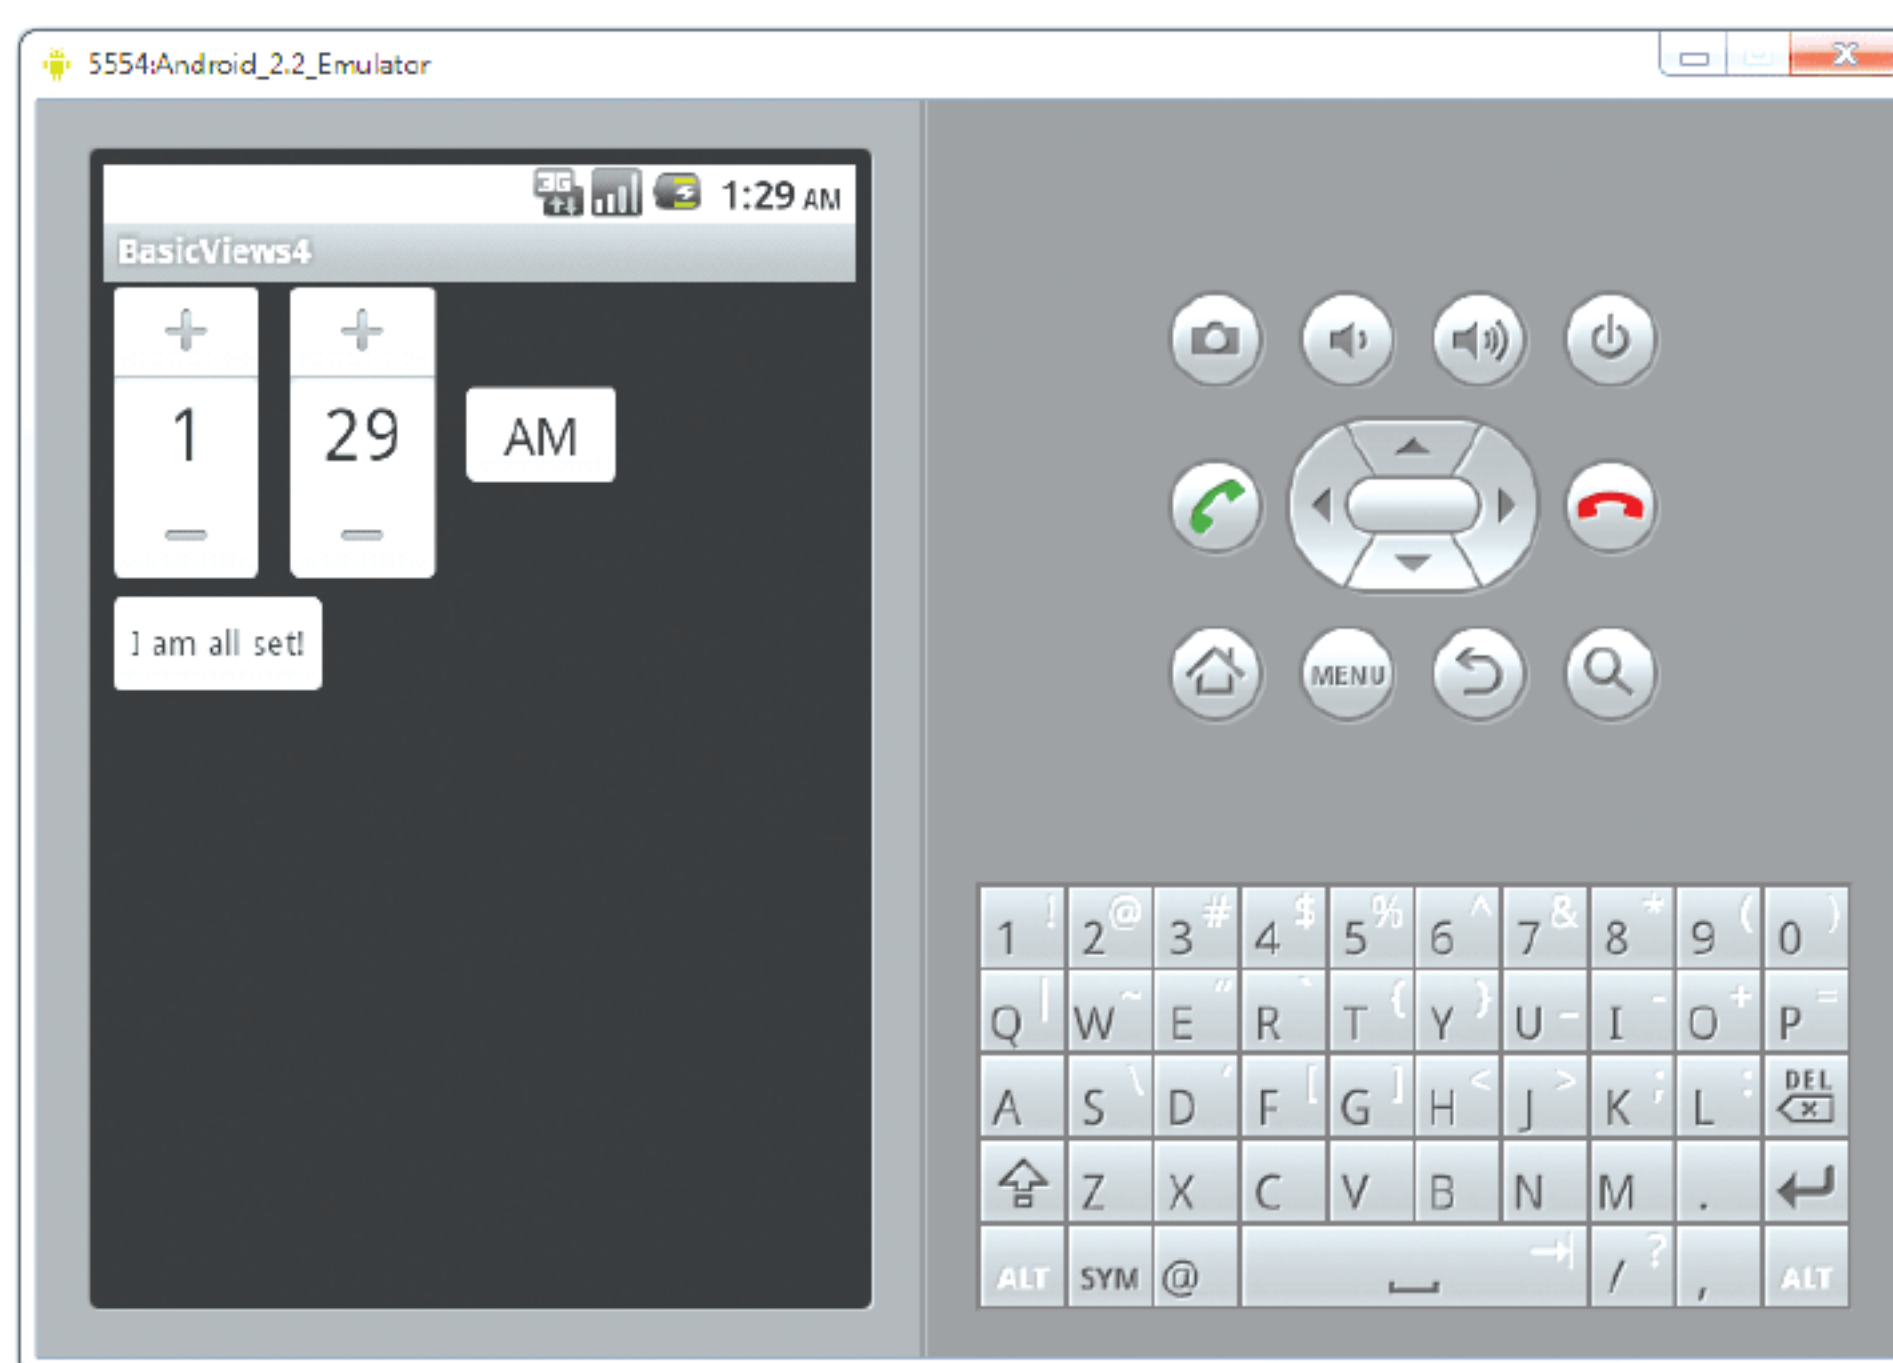 5554:Android_2.2_Emulator
3G 1:29 AM
BasicViews4
+ +
1 29 AM
− −
I am all set!
MENU
1 ! 2 @ 3 # 4 $ 5 % 6 ^ 7 & 8 * 9 ( 0 )
Q | W ~ E " R ` T { Y } U _ I - O + P =
A S \ D ' F [ G ] H < J > K ; L : DEL
Z X C V B N M .
ALT SYM @ / ? , ALT